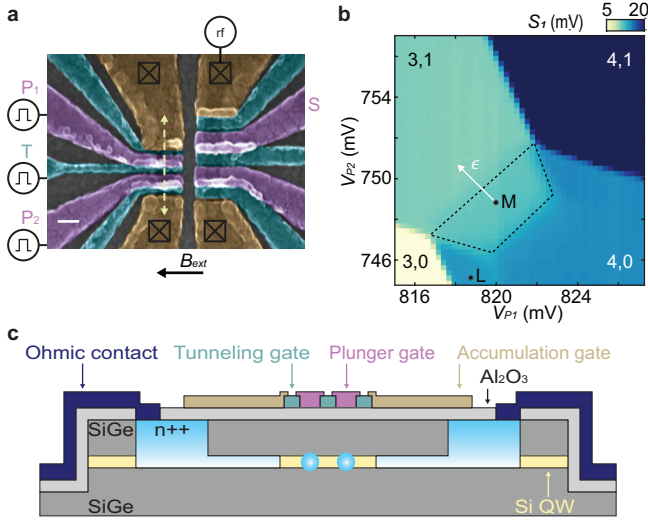 a
rf
P1
S
T
P2
Bext
b
S1 (mV)
5 20
3,1
4,1
754
ϵ
VP2 (mV)
750
M
746
3,0
L
4,0
816 820 824
VP1 (mV)
c
Ohmic contact
Tunneling gate
Plunger gate
Accumulation gate
Al2O3
SiGe
n++
Si QW
SiGe